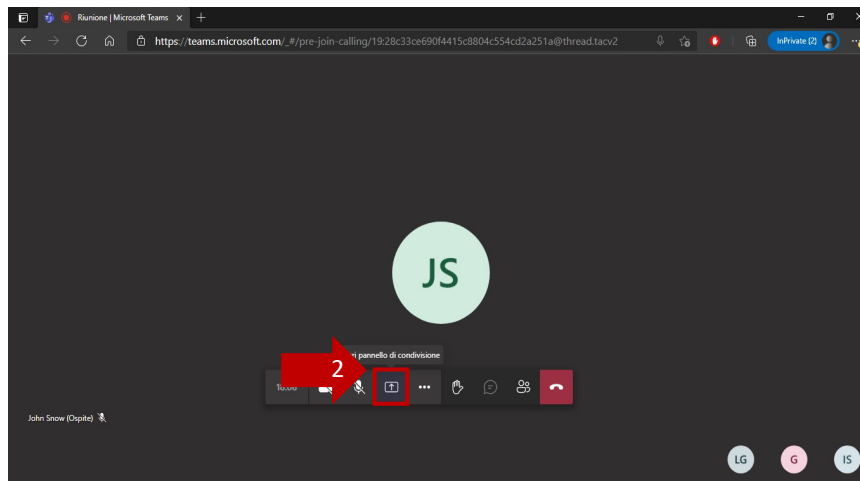 Riunione | Microsoft Teams
https://teams.microsoft.com/_#/pre-join-calling/19:28c33ce690f4415c8804c554cd2a251a@thread.tacv2
InPrivate (2)
JS
pannello di condivisione
2
John Snow (Ospite)
LG
G
IS